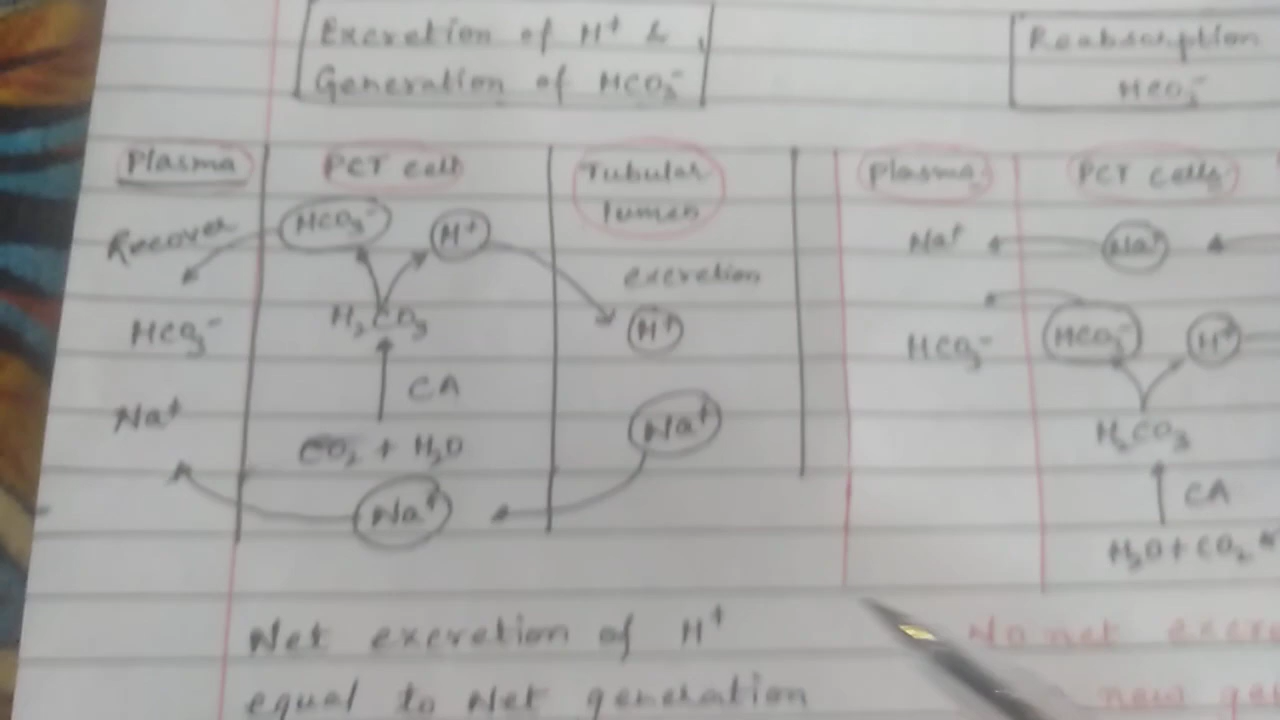 Excretion of H⁺ &
Generation of HCO₃⁻
Plasma
PCT cell
Tubular
lumen
Recover
HCO₃⁻
H⁺
excretion
H₂CO₃
H⁺
HCO₃⁻
CA
Na⁺
Na⁺
CO₂ + H₂O
Na⁺
Net excretion of H⁺
equal to Net generation
Reabsorption
HCO₃⁻
Plasma
PCT cells
Na⁺
Na⁺
HCO₃⁻
HCO₃⁻
H⁺
H₂CO₃
CA
H₂O + CO₂
No net
new